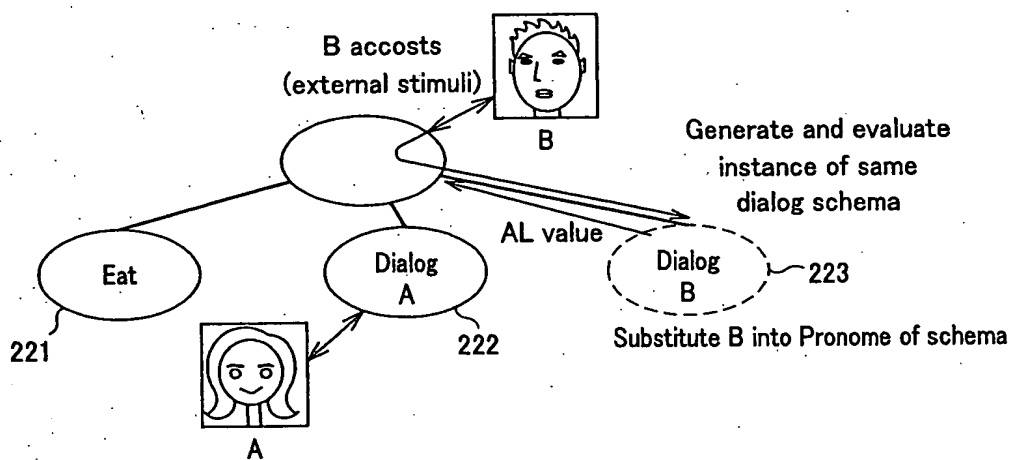 B accosts
(external stimuli)
B
Generate and evaluate
instance of same
dialog schema
AL value
Eat
Dialog
A
Dialog
B
221
222
223
Substitute B into Pronome of schema
A